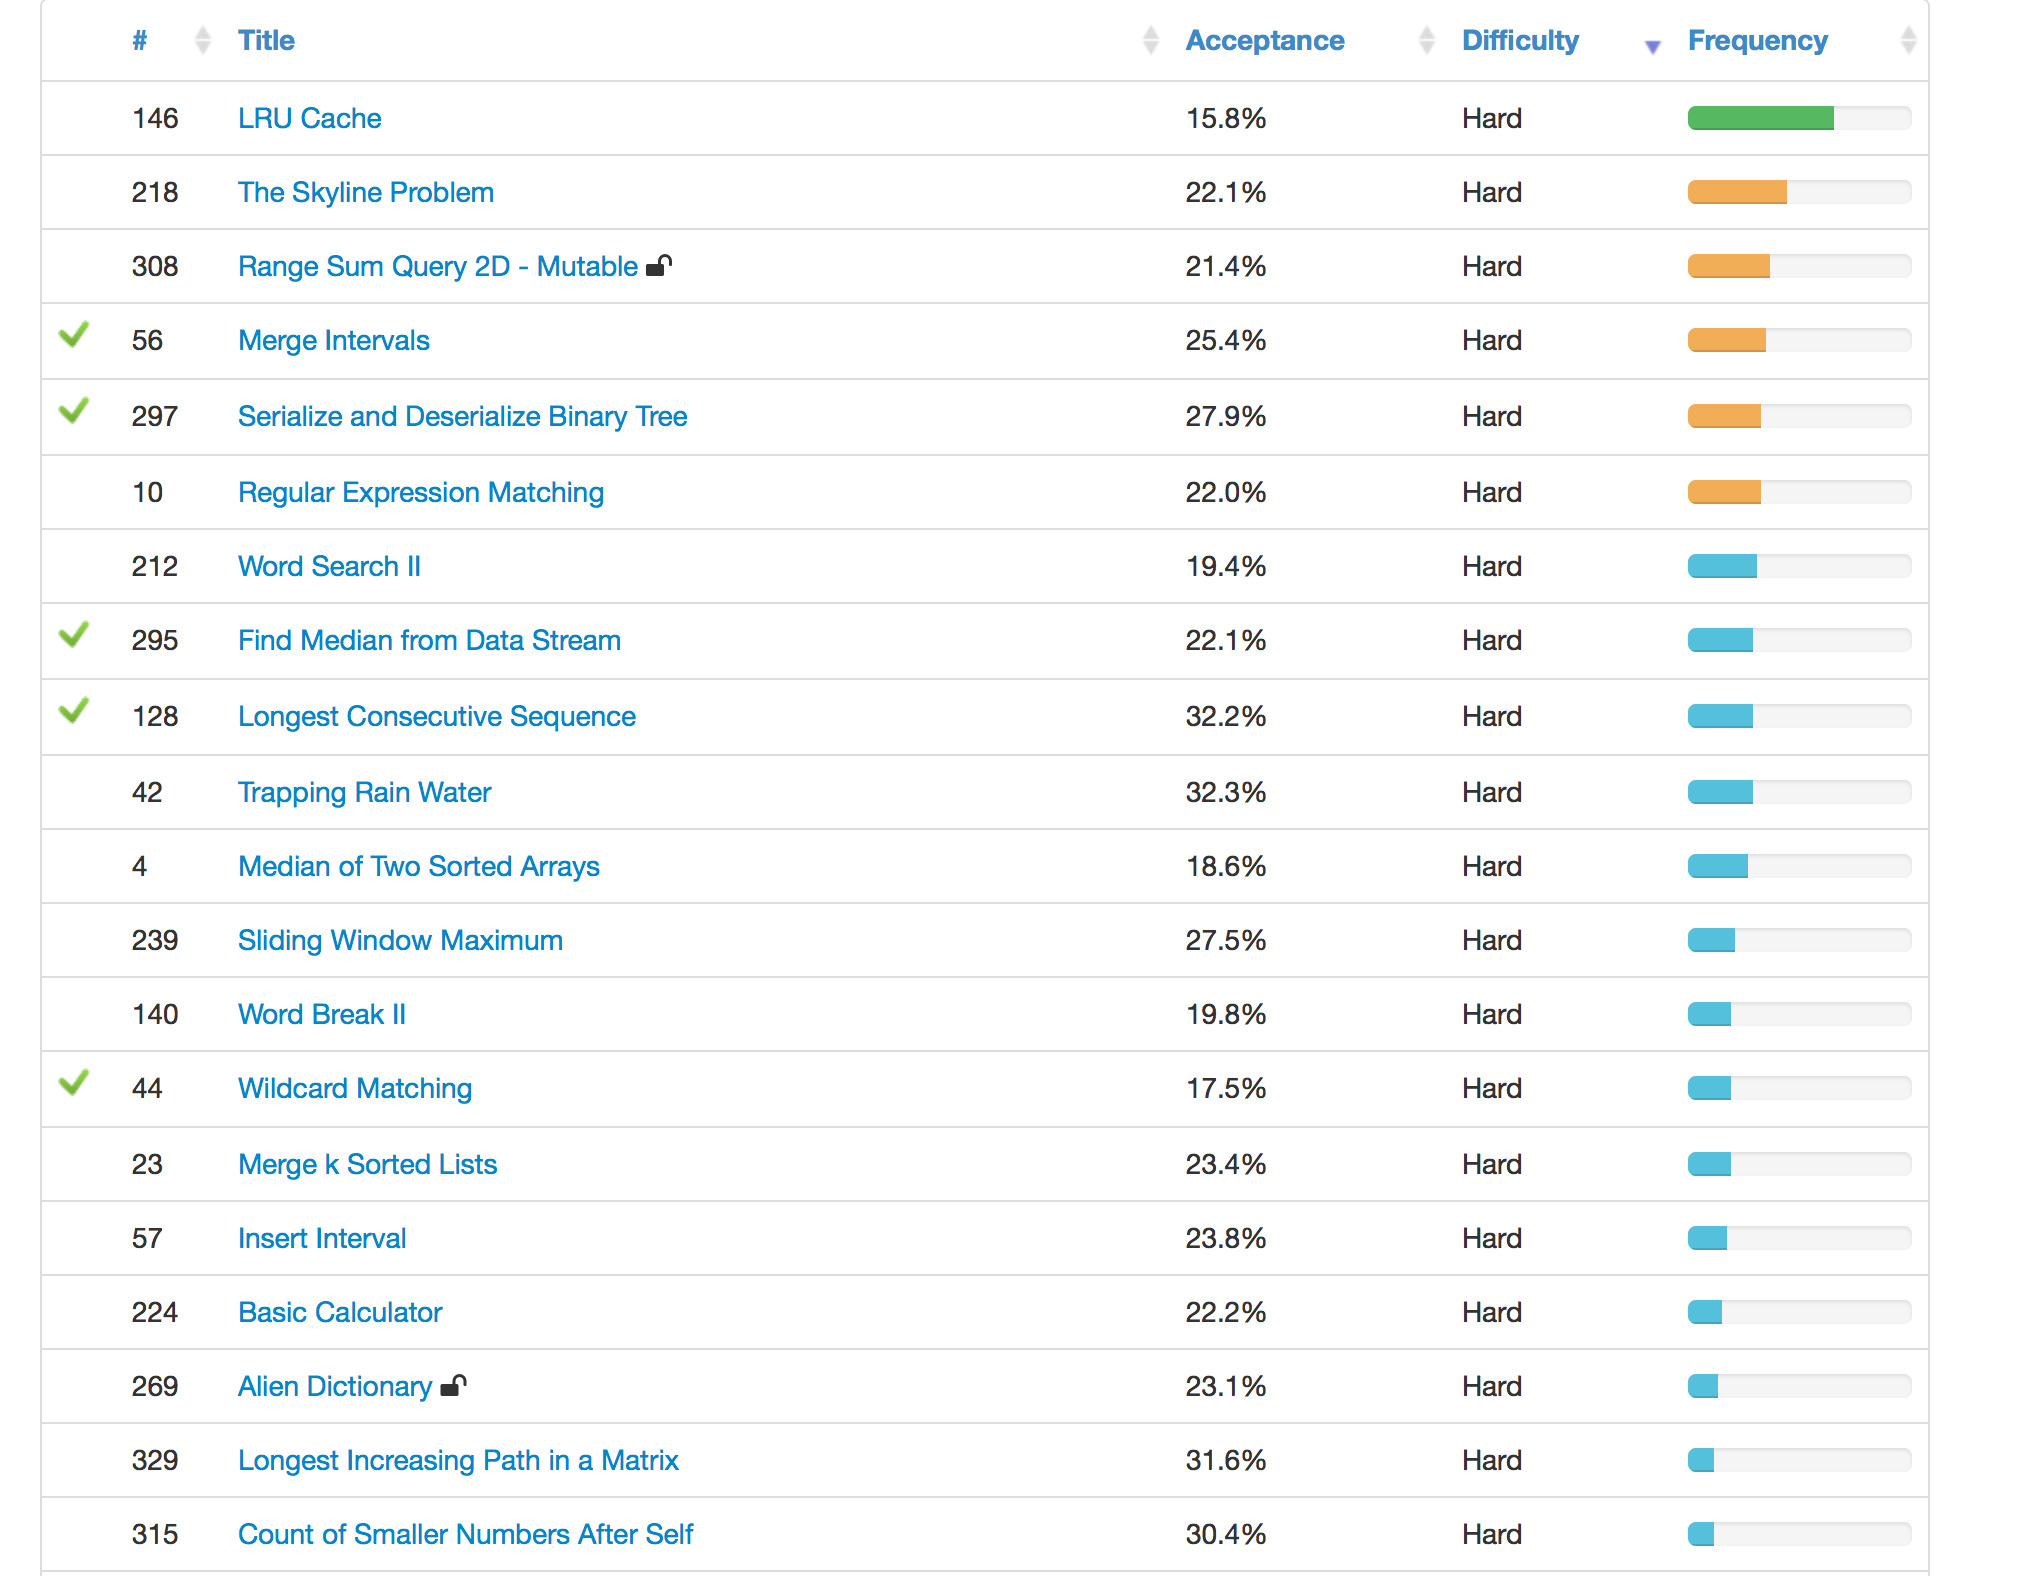 # Title Acceptance Difficulty Frequency
146 LRU Cache 15.8% Hard
218 The Skyline Problem 22.1% Hard
308 Range Sum Query 2D - Mutable 21.4% Hard
56 Merge Intervals 25.4% Hard
297 Serialize and Deserialize Binary Tree 27.9% Hard
10 Regular Expression Matching 22.0% Hard
212 Word Search II 19.4% Hard
295 Find Median from Data Stream 22.1% Hard
128 Longest Consecutive Sequence 32.2% Hard
42 Trapping Rain Water 32.3% Hard
4 Median of Two Sorted Arrays 18.6% Hard
239 Sliding Window Maximum 27.5% Hard
140 Word Break II 19.8% Hard
44 Wildcard Matching 17.5% Hard
23 Merge k Sorted Lists 23.4% Hard
57 Insert Interval 23.8% Hard
224 Basic Calculator 22.2% Hard
269 Alien Dictionary 23.1% Hard
329 Longest Increasing Path in a Matrix 31.6% Hard
315 Count of Smaller Numbers After Self 30.4% Hard